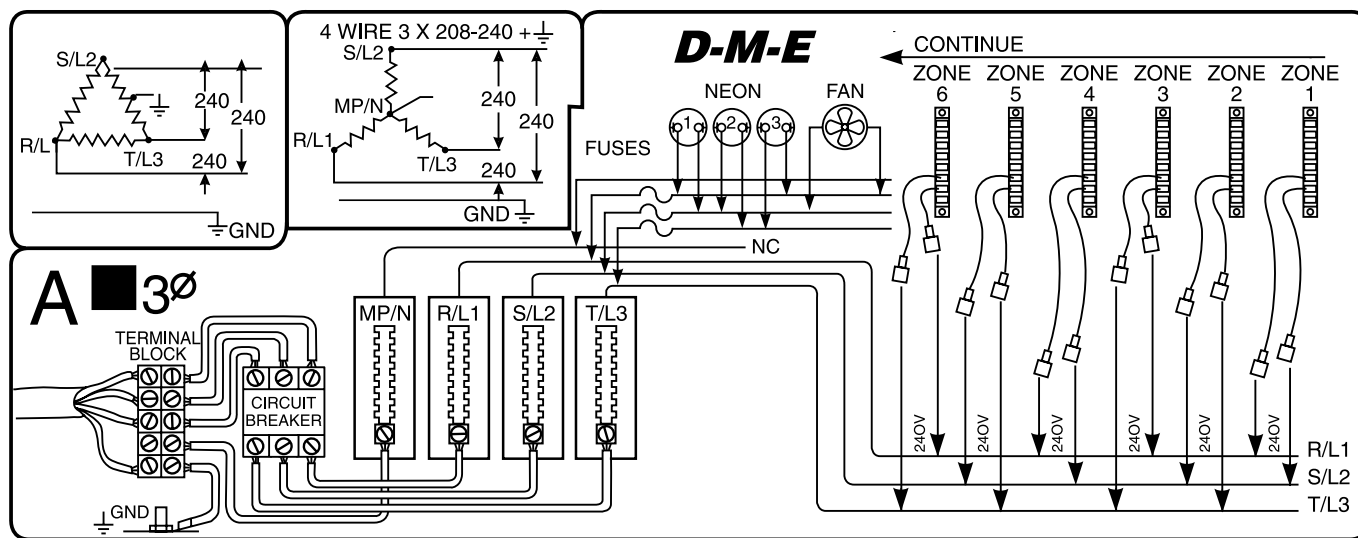 S/L2
240
240
R/L
T/L3
240
GND
4 WIRE 3 X 208-240 +
S/L2
MP/N
240
240
R/L1
T/L3
240
GND
D-M-E
CONTINUE
ZONE 6
ZONE 5
ZONE 4
ZONE 3
ZONE 2
ZONE 1
NEON
FAN
1
2
3
FUSES
NC
A 3Ø
TERMINAL
BLOCK
CIRCUIT
BREAKER
GND
MP/N
R/L1
S/L2
T/L3
240V
240V
240V
240V
240V
240V
R/L1
S/L2
T/L3